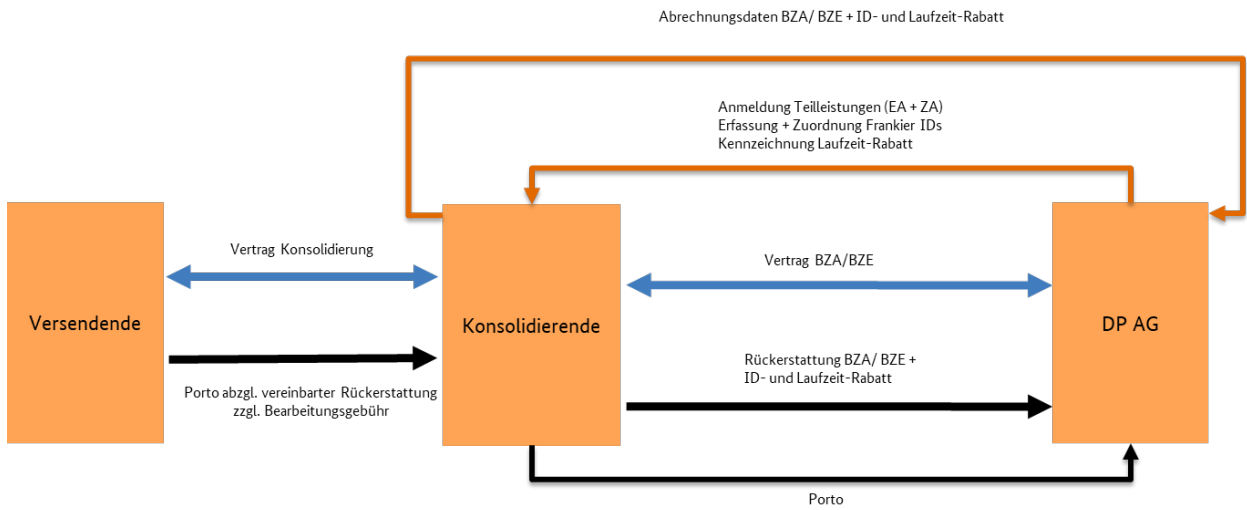 Abrechnungsdaten BZA/ BZE + ID- und Laufzeit-Rabatt
Anmeldung Teilleistungen (EA + ZA)
Erfassung + Zuordnung Frankier IDs
Kennzeichnung Laufzeit-Rabatt
Vertrag Konsolidierung
Vertrag BZA/BZE
Versendende
Konsolidierende
DP AG
Porto abzgl. vereinbarter Rückerstattung
zzgl. Bearbeitungsgebühr
Rückerstattung BZA/ BZE +
ID- und Laufzeit-Rabatt
Porto